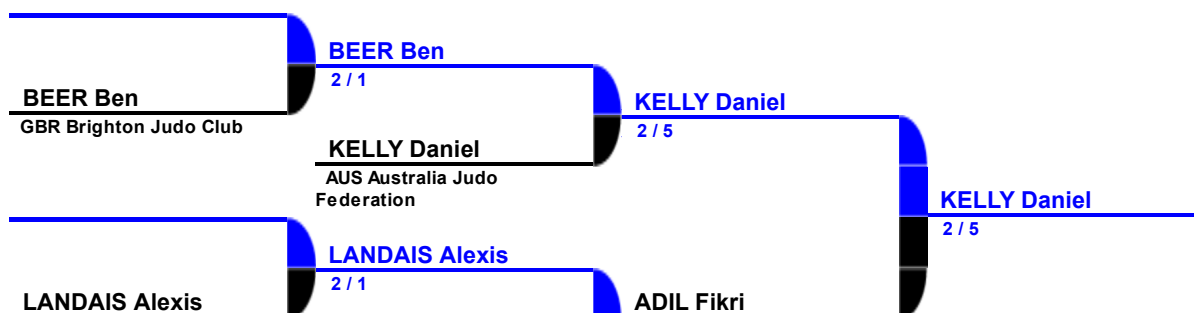 BEER Ben
2 / 1
BEER Ben
GBR Brighton Judo Club
KELLY Daniel
2 / 5
KELLY Daniel
AUS Australia Judo
Federation
KELLY Daniel
2 / 5
LANDAIS Alexis
2 / 1
LANDAIS Alexis
ADIL Fikri